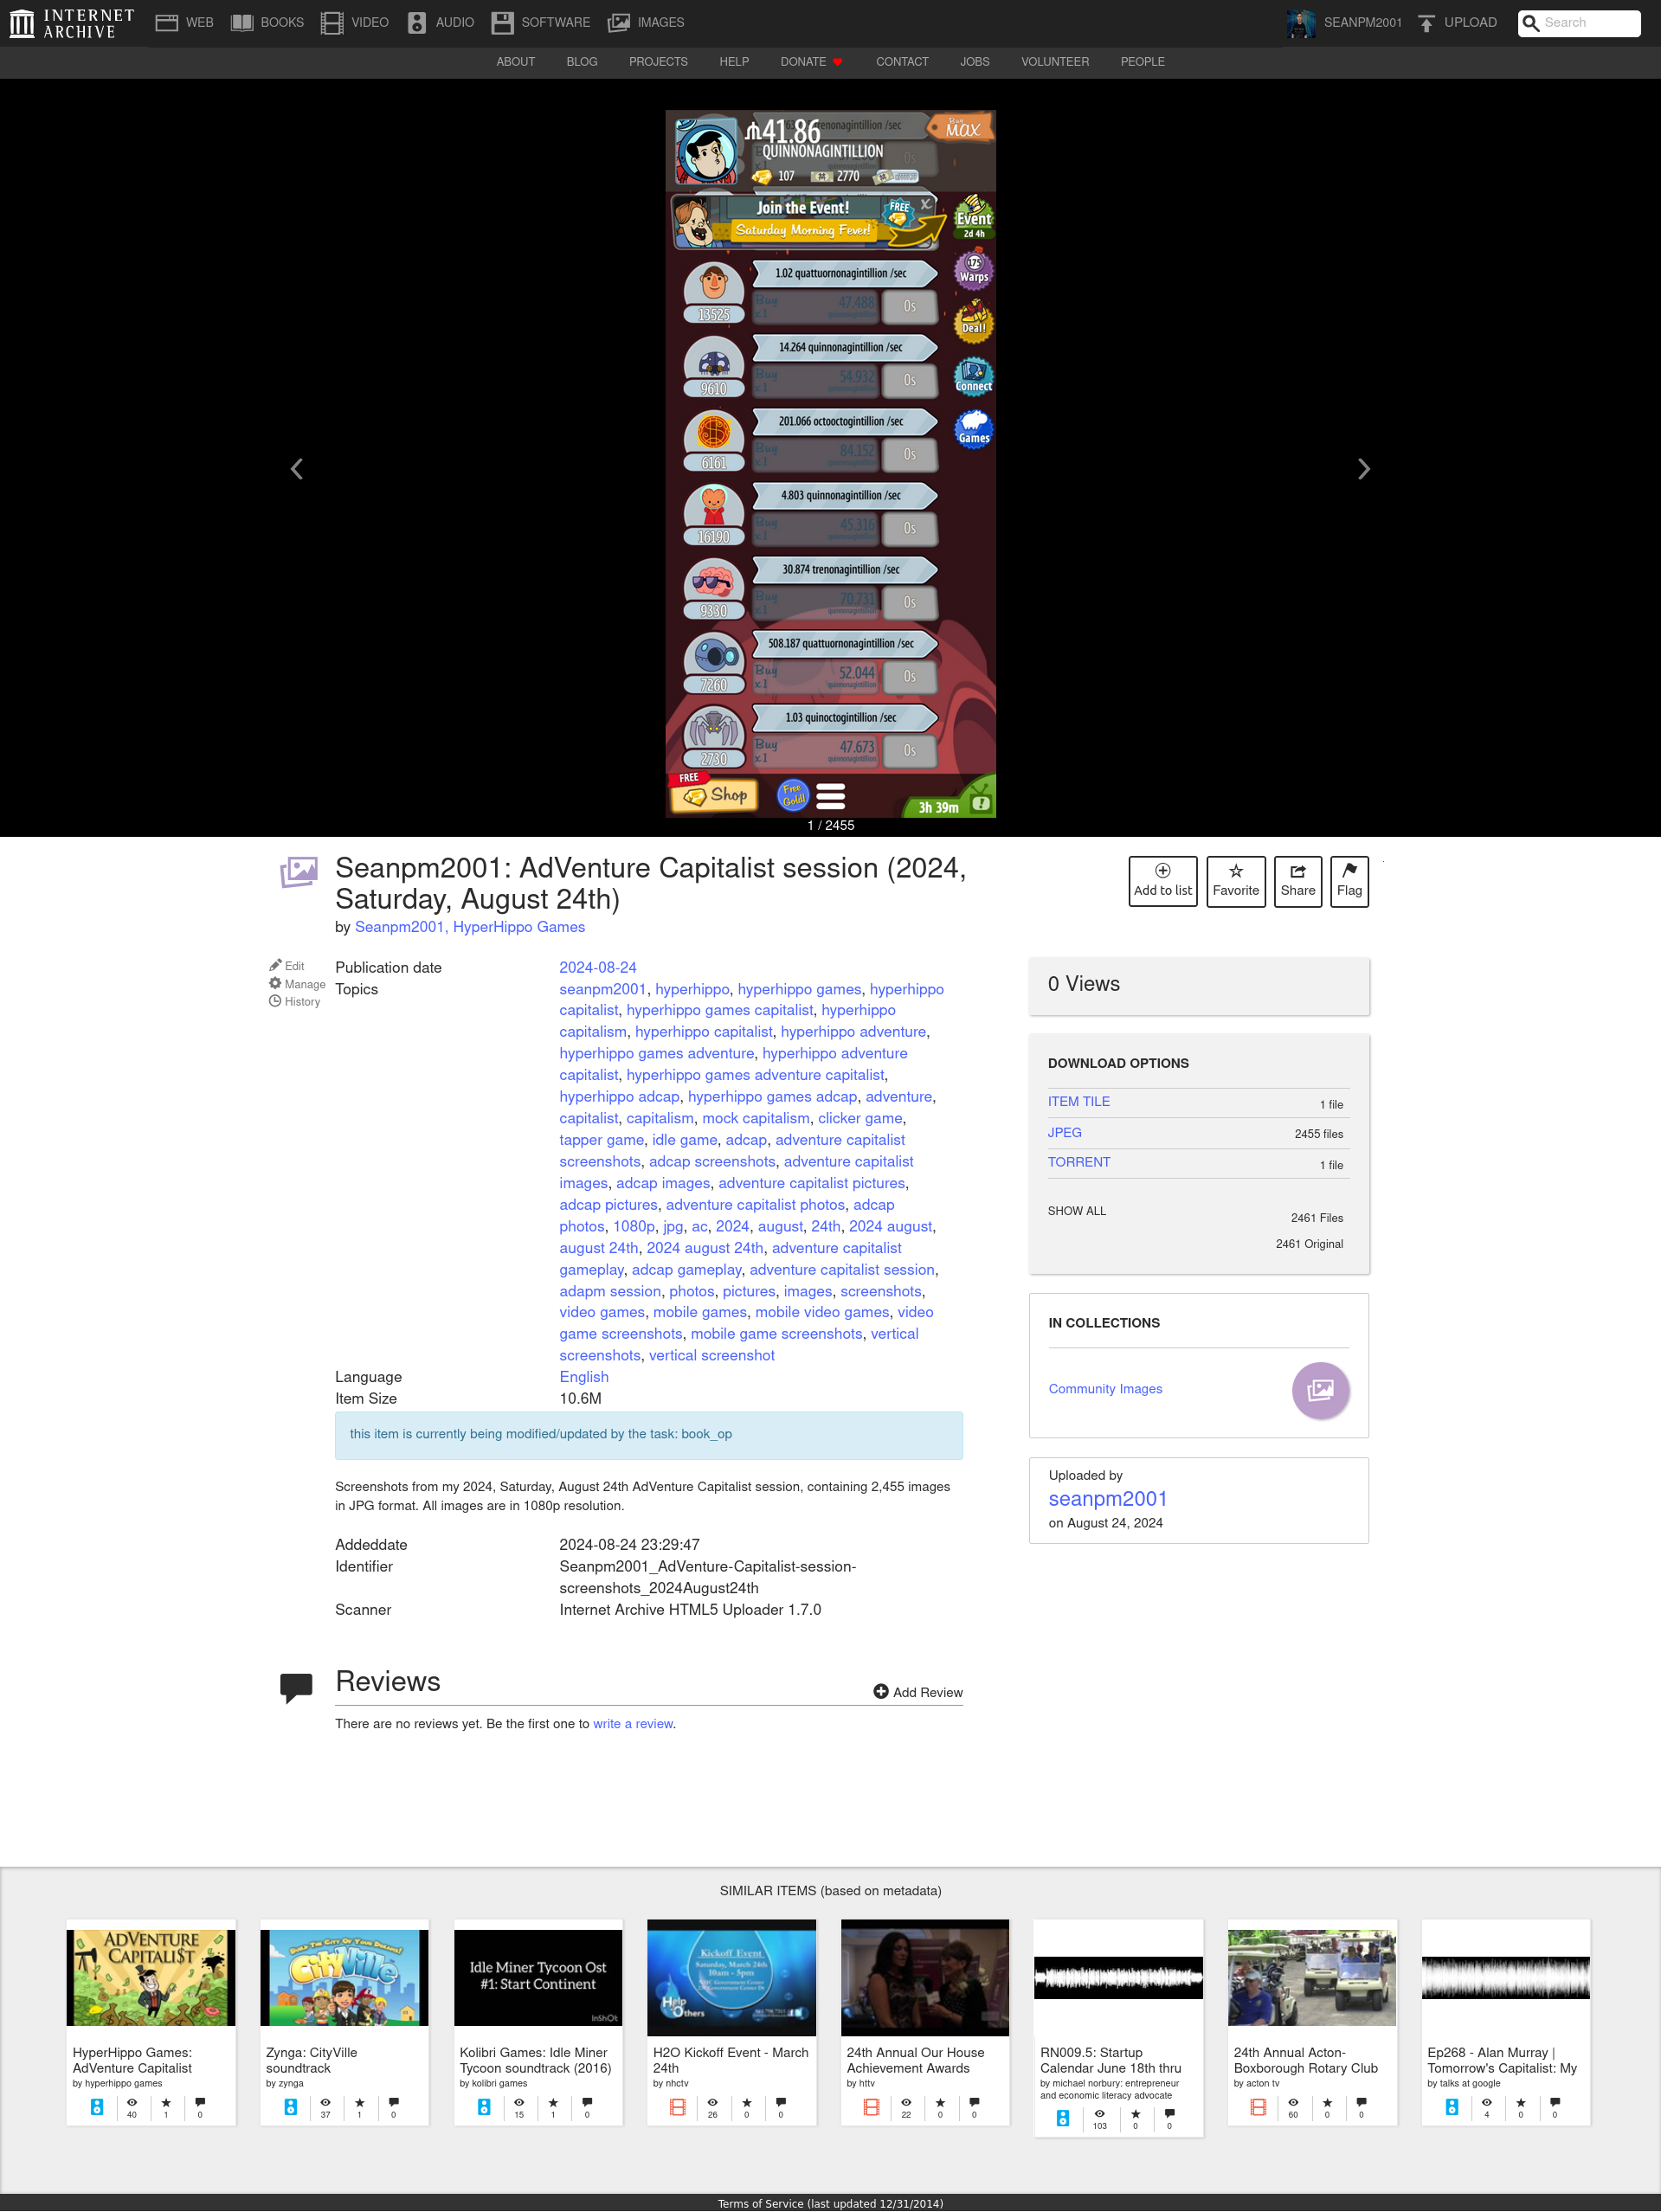 INTERNET
ARCHIVE
WEB
BOOKS
VIDEO
AUDIO
SOFTWARE
IMAGES
SEANPM2001
UPLOAD
Search
ABOUT
BLOG
PROJECTS
HELP
DONATE
CONTACT
JOBS
VOLUNTEER
PEOPLE
41.86
QUINNONAGINTILLION
trenonagintillion /sec
Buy
MAX
0s
107
2770
Join the Event!
Saturday Morning Fever!
FREE
X
Event
2d 4h
1.02 quattuornonagintillion /sec
13525
Buy
x1
47.488
quinnonagintillion
0s
175
Warps
Deal!
14.264 quinnonagintillion /sec
9610
Buy
x1
54.932
quinnonagintillion
0s
Connect
201.066 octooctogintillion /sec
6161
Buy
x1
84.152
quinnonagintillion
0s
Games
4.803 quinnonagintillion /sec
16190
Buy
x1
45.316
quinnonagintillion
0s
30.874 trenonagintillion /sec
9330
Buy
x1
70.731
quinnonagintillion
0s
508.187 quattuornonagintillion /sec
7260
Buy
x1
52.044
quinnonagintillion
0s
1.03 quinoctogintillion /sec
2730
Buy
x1
47.673
quinnonagintillion
0s
FREE
Shop
Free
Gold!
3h 39m
1 / 2455
Seanpm2001: AdVenture Capitalist session (2024,
Saturday, August 24th)
by Seanpm2001, HyperHippo Games
Add to list
Favorite
Share
Flag
Edit
Manage
History
Publication date
2024-08-24
Topics
seanpm2001, hyperhippo, hyperhippo games, hyperhippo
capitalist, hyperhippo games capitalist, hyperhippo
capitalism, hyperhippo capitalist, hyperhippo adventure,
hyperhippo games adventure, hyperhippo adventure
capitalist, hyperhippo games adventure capitalist,
hyperhippo adcap, hyperhippo games adcap, adventure,
capitalist, capitalism, mock capitalism, clicker game,
tapper game, idle game, adcap, adventure capitalist
screenshots, adcap screenshots, adventure capitalist
images, adcap images, adventure capitalist pictures,
adcap pictures, adventure capitalist photos, adcap
photos, 1080p, jpg, ac, 2024, august, 24th, 2024 august,
august 24th, 2024 august 24th, adventure capitalist
gameplay, adcap gameplay, adventure capitalist session,
adapm session, photos, pictures, images, screenshots,
video games, mobile games, mobile video games, video
game screenshots, mobile game screenshots, vertical
screenshots, vertical screenshot
Language
English
Item Size
10.6M
this item is currently being modified/updated by the task: book_op
Screenshots from my 2024, Saturday, August 24th AdVenture Capitalist session, containing 2,455 images
in JPG format. All images are in 1080p resolution.
Addeddate
2024-08-24 23:29:47
Identifier
Seanpm2001_AdVenture-Capitalist-session-
screenshots_2024August24th
Scanner
Internet Archive HTML5 Uploader 1.7.0
0 Views
DOWNLOAD OPTIONS
ITEM TILE
1 file
JPEG
2455 files
TORRENT
1 file
SHOW ALL
2461 Files
2461 Original
IN COLLECTIONS
Community Images
Uploaded by
seanpm2001
on August 24, 2024
Reviews
Add Review
There are no reviews yet. Be the first one to write a review.
SIMILAR ITEMS (based on metadata)
ADVENTURE
CAPITALI$T
HyperHippo Games:
AdVenture Capitalist
by hyperhippo games
40
1
0
BUILD THE CITY OF YOUR DREAMS!
CityVille
Zynga: CityVille
soundtrack
by zynga
37
1
0
Idle Miner Tycoon Ost
#1: Start Continent
InShOt
Kolibri Games: Idle Miner
Tycoon soundtrack (2016)
by kolibri games
15
1
0
Kickoff Event
Saturday, March 24th
10am - 5pm
Help
Others
H2O Kickoff Event - March
24th
by nhctv
26
0
0
24th Annual Our House
Achievement Awards
by httv
22
0
0
RN009.5: Startup
Calendar June 18th thru
by michael norbury: entrepreneur
and economic literacy advocate
103
0
0
24th Annual Acton-
Boxborough Rotary Club
by acton tv
60
0
0
Ep268 - Alan Murray |
Tomorrow's Capitalist: My
by talks at google
4
0
0
Terms of Service (last updated 12/31/2014)